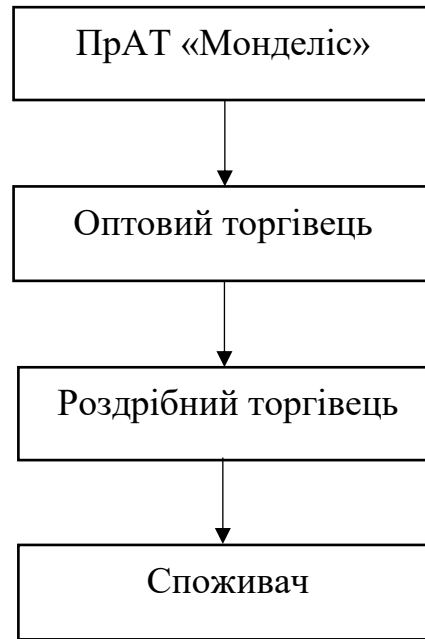 ПрАТ «Монделіс»
Оптовий торгівець
Роздрібний торгівець
Споживач